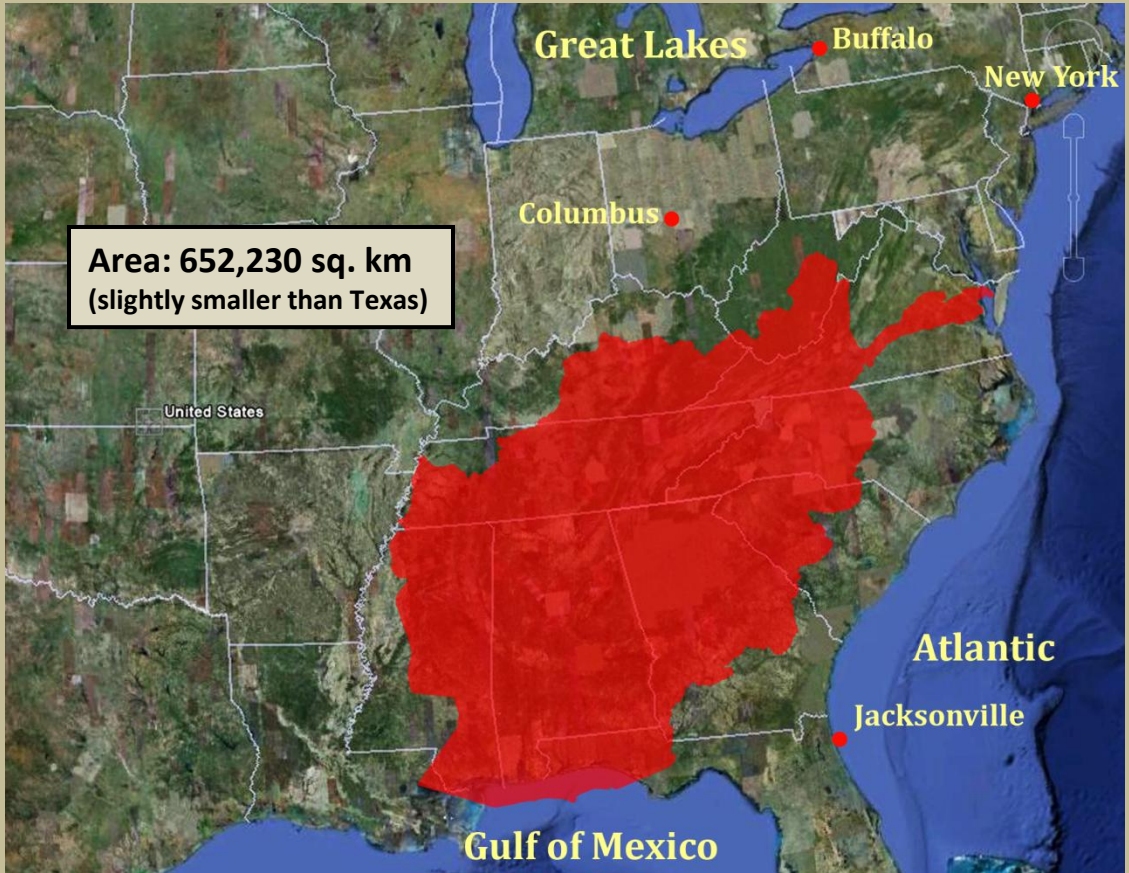 Great Lakes
Buffalo
New York
Columbus
Area: 652,230 sq. km
(slightly smaller than Texas)
United States
Atlantic
Jacksonville
Gulf of Mexico